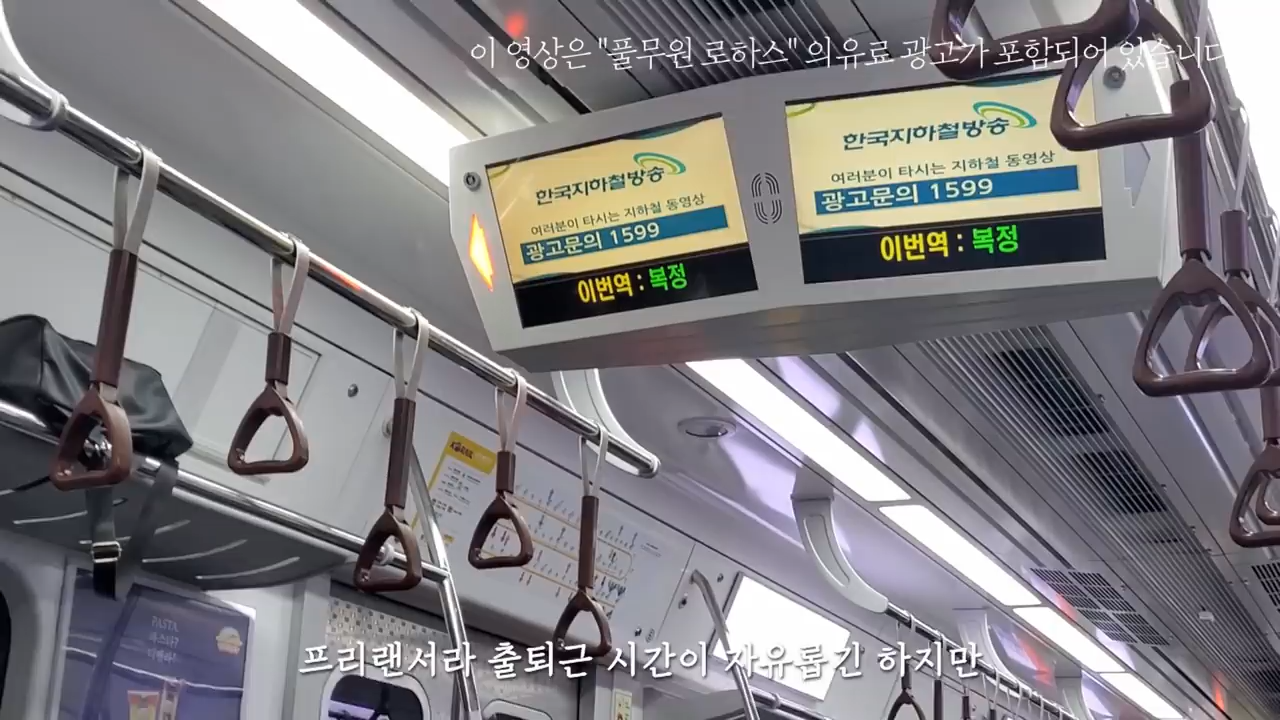 이 영상은 "풀무원 로하스" 의 유료 광고가 포함되어 있습니다
한국지하철방송
여러분이 타시는 지하철 동영상
광고문의 1599
이번역 : 복정
한국지하철방송
여러분이 타시는 지하철 동영상
광고문의 1599
이번역 : 복정
PASTA
파스타?
프리랜서라 출퇴근 시간이 자유롭긴 하지만